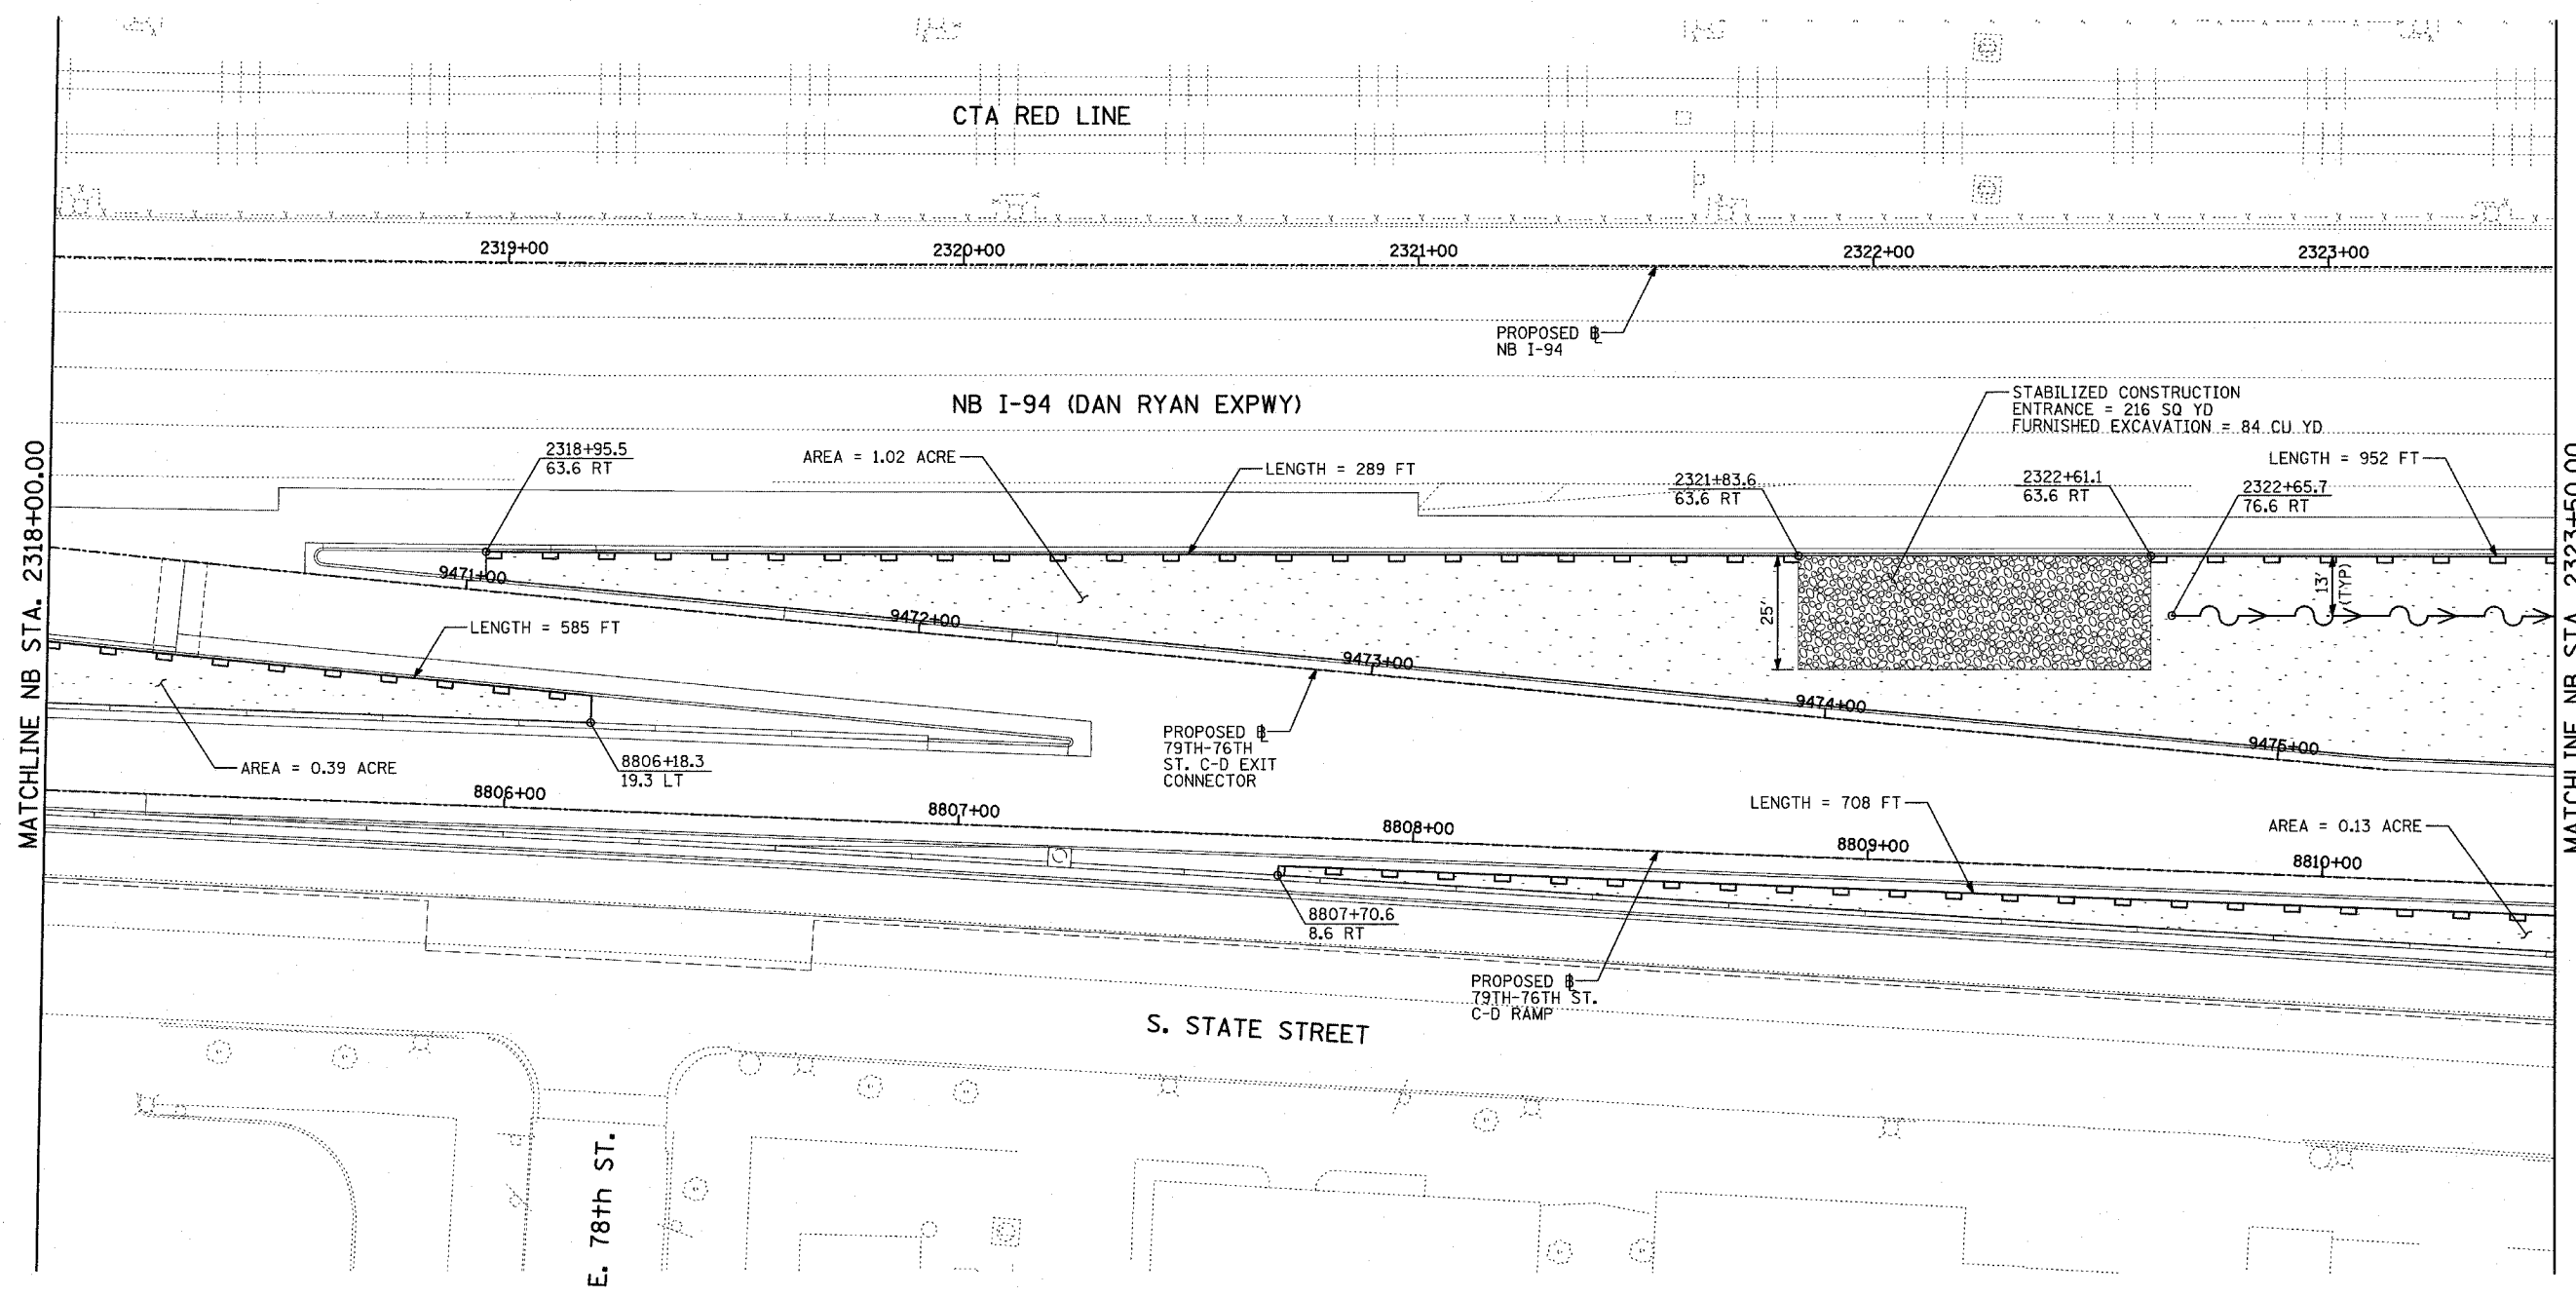 CTA RED LINE
2319+00
2320+00
2321+00
2322+00
2323+00
PROPOSED ℄
NB I-94
NB I-94 (DAN RYAN EXPWY)
STABILIZED CONSTRUCTION
ENTRANCE = 216 SQ YD
FURNISHED EXCAVATION = 84 CU YD
2318+95.5
63.6 RT
AREA = 1.02 ACRE
LENGTH = 289 FT
2321+83.6
63.6 RT
2322+61.1
63.6 RT
2322+65.7
76.6 RT
LENGTH = 952 FT
MATCHLINE NB STA. 2318+00.00
MATCHLINE NB STA. 2323+50.00
9471+00
9472+00
9473+00
9474+00
9475+00
25'
13'
(TYP)
LENGTH = 585 FT
AREA = 0.39 ACRE
8806+18.3
19.3 LT
PROPOSED ℄
79TH-76TH
ST. C-D EXIT
CONNECTOR
8806+00
8807+00
8808+00
8809+00
8810+00
LENGTH = 708 FT
AREA = 0.13 ACRE
8807+70.6
8.6 RT
PROPOSED ℄
79TH-76TH ST.
C-D RAMP
S. STATE STREET
E. 78th ST.